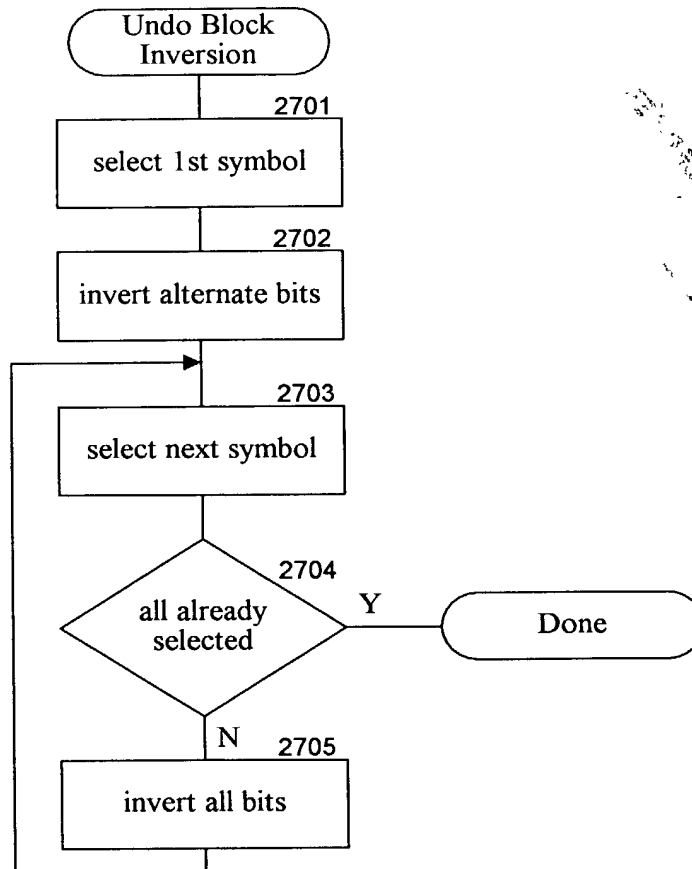 Undo Block
Inversion
2701
select 1st symbol
2702
invert alternate bits
2703
select next symbol
2704
all already
selected
Y
Done
N
2705
invert all bits